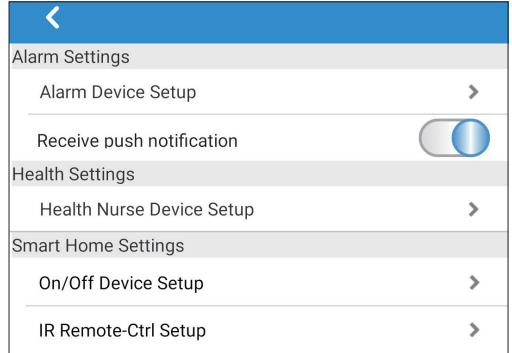 Alarm Settings
Alarm Device Setup
Receive push notification
Health Settings
Health Nurse Device Setup
Smart Home Settings
On/Off Device Setup
IR Remote-Ctrl Setup